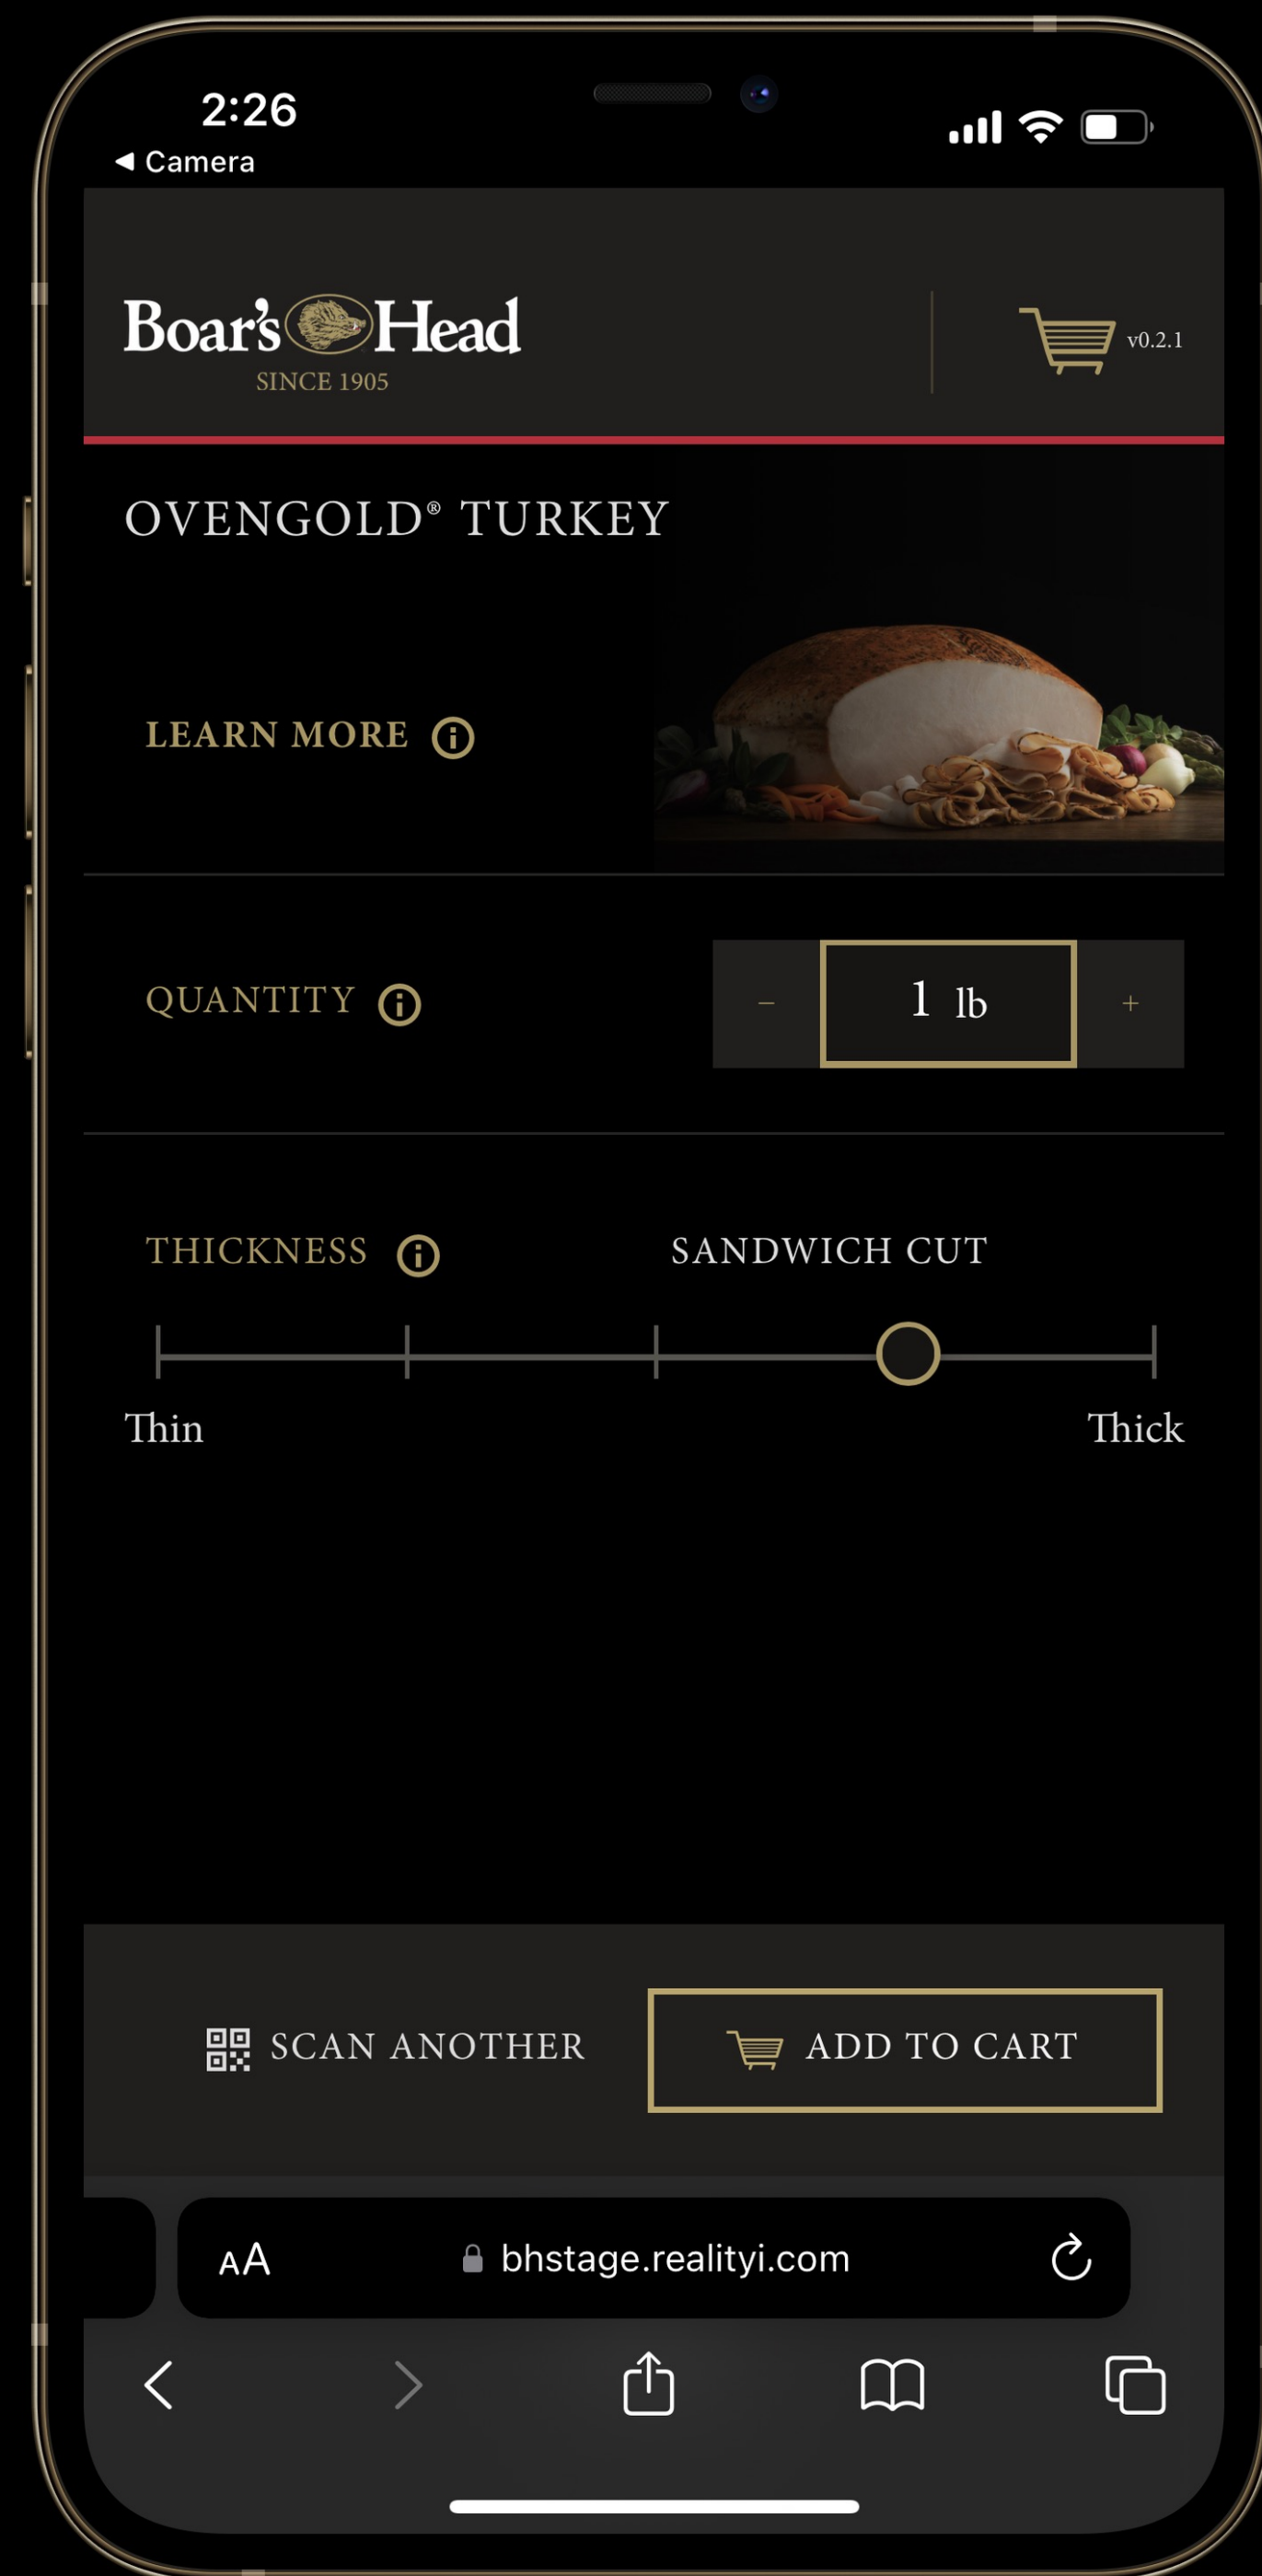 2:26
◀ Camera
Boar's Head
SINCE 1905
v0.2.1
OVENGOLD® TURKEY
LEARN MORE
QUANTITY
− 1 lb +
THICKNESS SANDWICH CUT
Thin Thick
SCAN ANOTHER ADD TO CART
AA bhstage.realityi.com